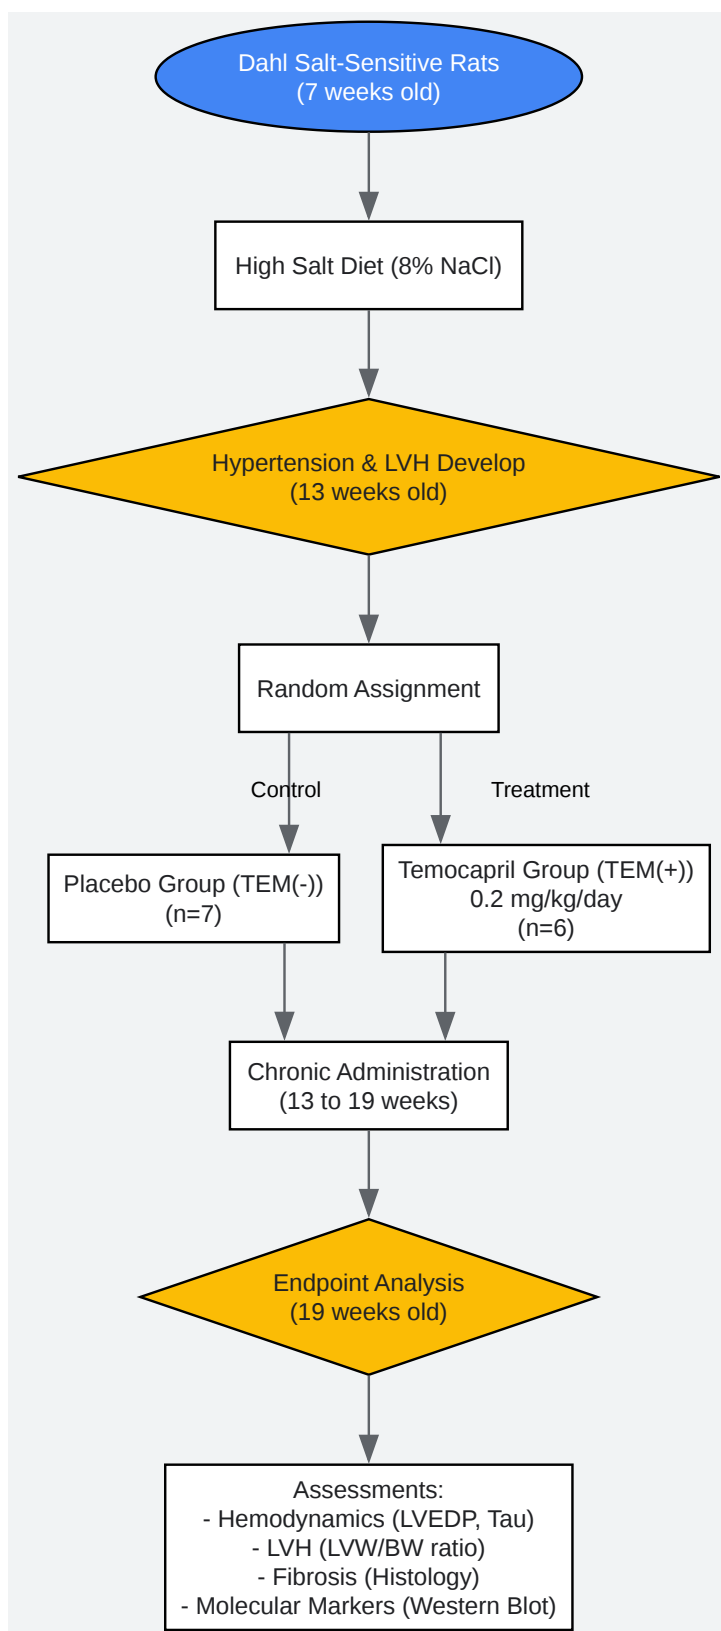 Dahl Salt-Sensitive Rats
(7 weeks old)
High Salt Diet (8% NaCl)
Hypertension & LVH Develop
(13 weeks old)
Random Assignment
Control
Treatment
Placebo Group (TEM(-))
(n=7)
Temocapril Group (TEM(+))
0.2 mg/kg/day
(n=6)
Chronic Administration
(13 to 19 weeks)
Endpoint Analysis
(19 weeks old)
Assessments:
- Hemodynamics (LVEDP, Tau)
- LVH (LVW/BW ratio)
- Fibrosis (Histology)
- Molecular Markers (Western Blot)